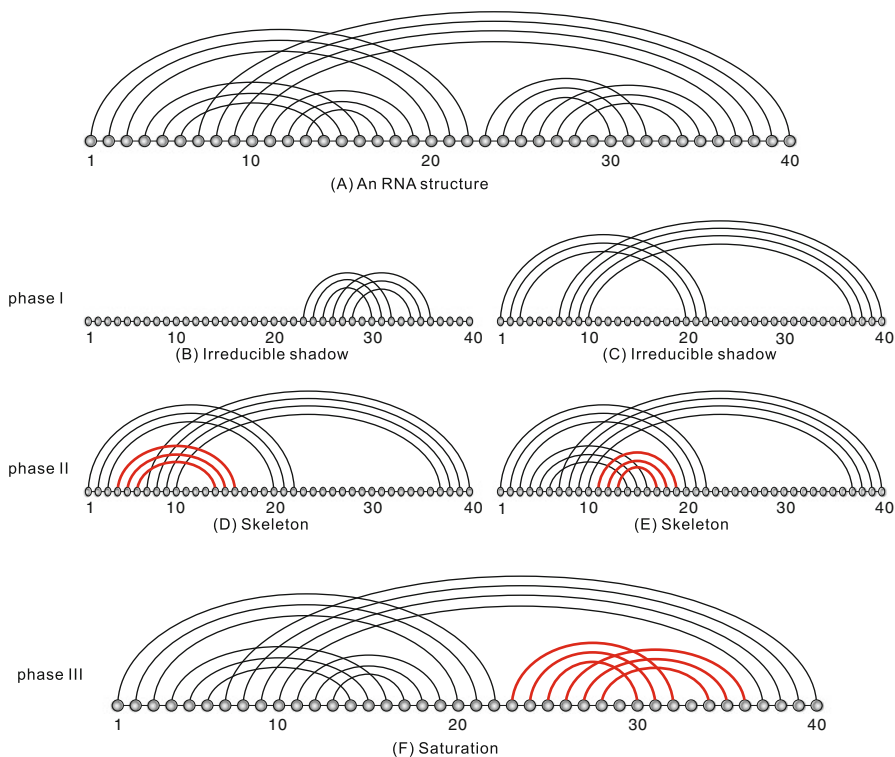 1 10 20 30 40
(A) An RNA structure
phase I
1 10 20 30 40
(B) Irreducible shadow
1 10 20 30 40
(C) Irreducible shadow
phase II
1 10 20 30 40
(D) Skeleton
1 10 20 30 40
(E) Skeleton
phase III
1 10 20 30 40
(F) Saturation